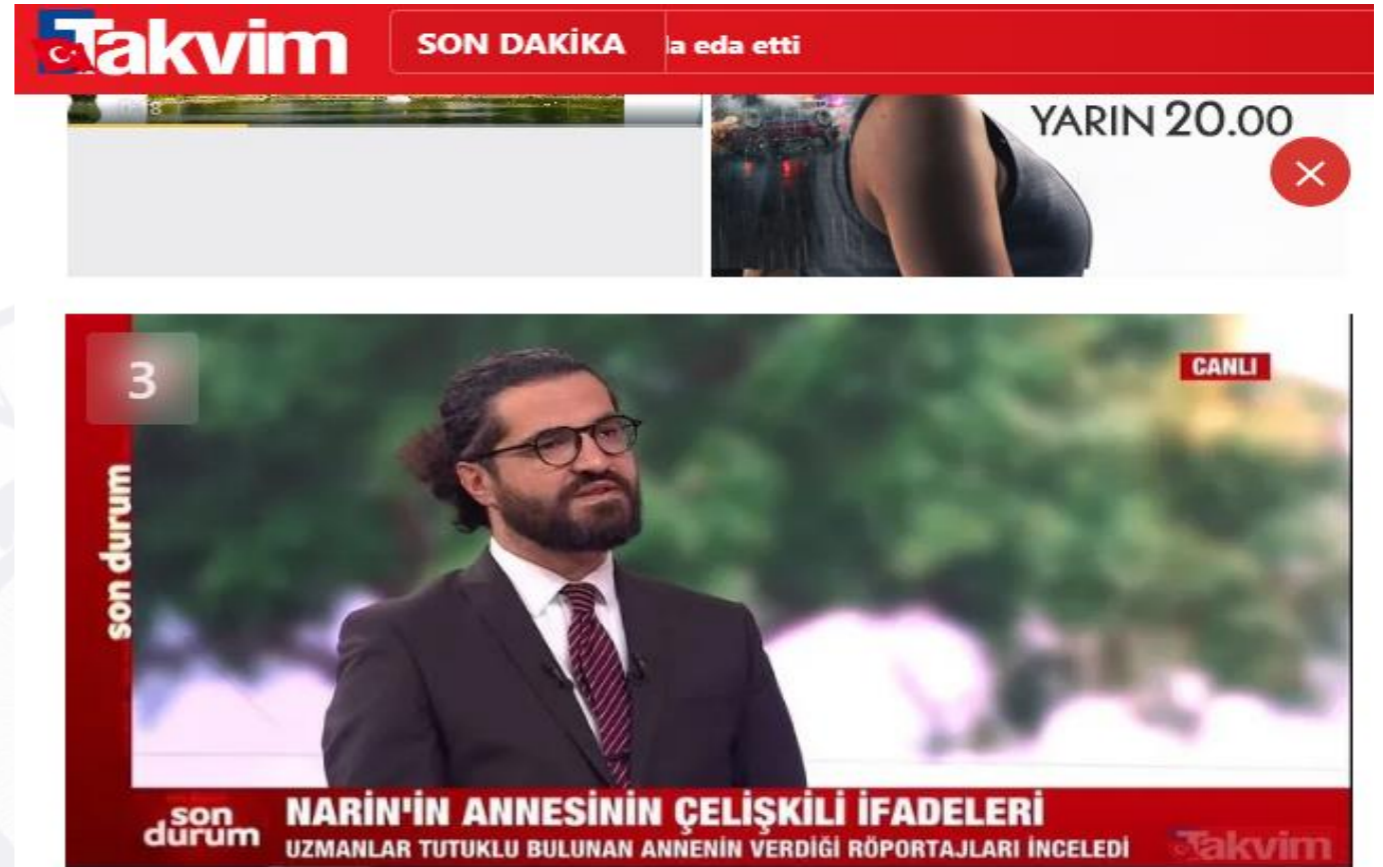 Takvim
SON DAKİKA
la eda etti
YARIN 20.00
3
CANLI
son durum
son durum
NARİN'İN ANNESİNİN ÇELİŞKİLİ İFADELERİ
UZMANLAR TUTUKLU BULUNAN ANNENİN VERDİĞİ RÖPORTAJLARI İNCELEDİ
Takvim